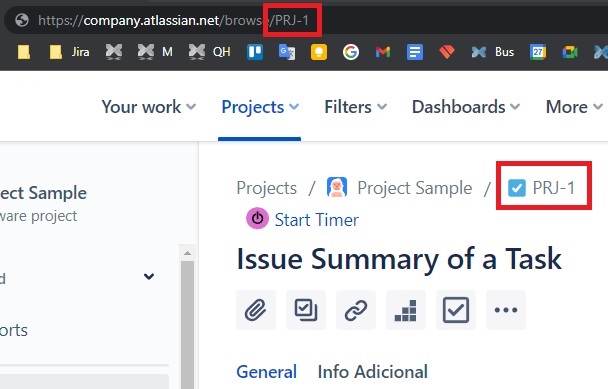 https://company.atlassian.net/browse/PRJ-1
Jira M QH 27
Your work Projects Filters Dashboards More
ect Sample
ware project
d
orts
Projects / Project Sample / PRJ-1
Start Timer
Issue Summary of a Task
General Info Adicional